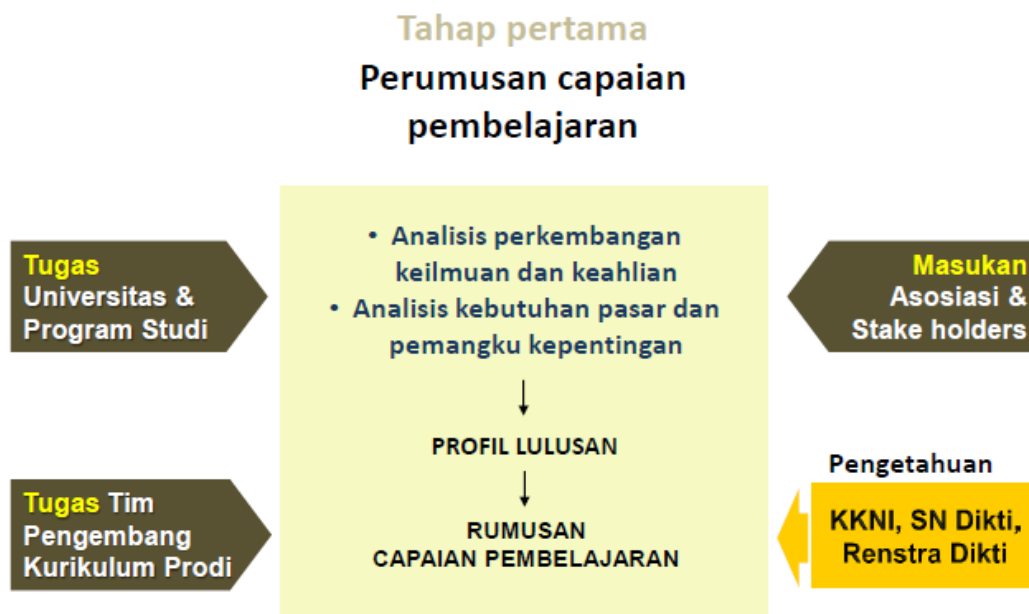 Tahap pertama
Perumusan capaian
pembelajaran
• Analisis perkembangan
keilmuan dan keahlian
• Analisis kebutuhan pasar dan
pemangku kepentingan
Tugas
Universitas &
Program Studi
Masukan
Asosiasi &
Stake holders
PROFIL LULUSAN
RUMUSAN
CAPAIAN PEMBELAJARAN
Tugas Tim
Pengembang
Kurikulum Prodi
Pengetahuan
KKNI, SN Dikti,
Renstra Dikti